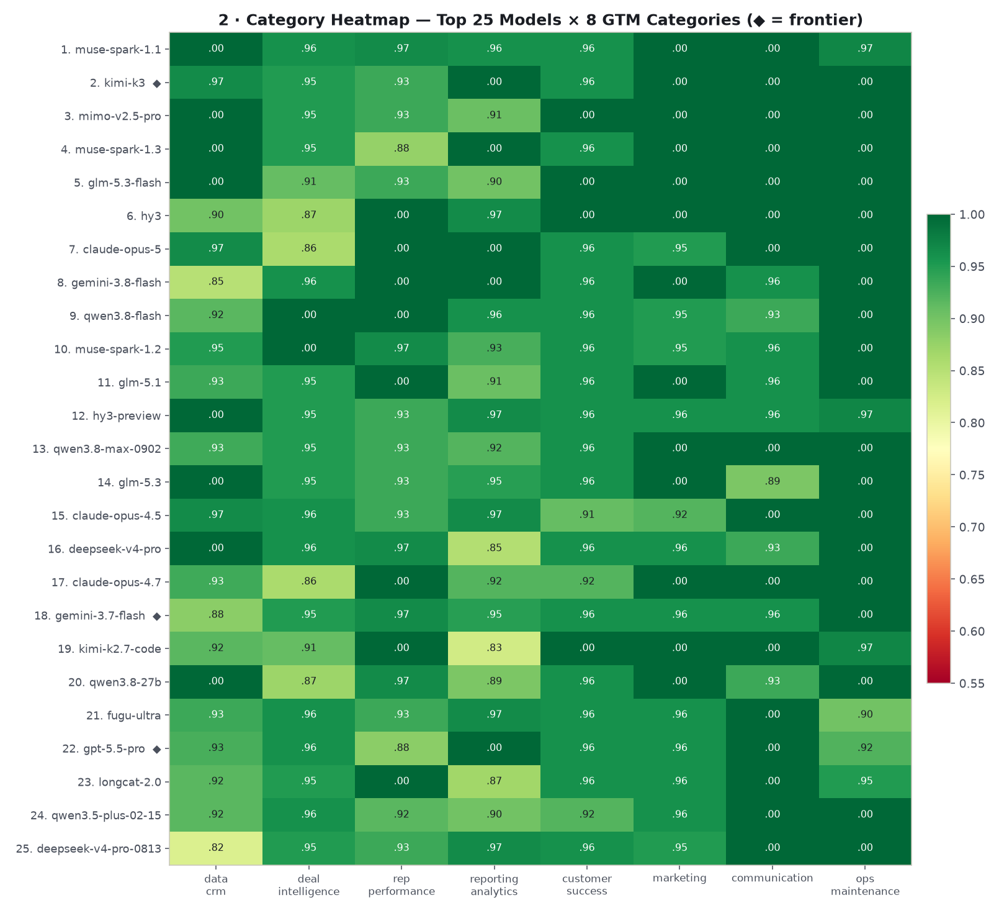 2 · Category Heatmap — Top 25 Models × 8 GTM Categories (◆ = frontier)
1. muse-spark-1.1 .00 .96 .97 .96 .96 .00 .00 .97
2. kimi-k3 ◆ .97 .95 .93 .00 .96 .00 .00 .00
3. mimo-v2.5-pro .00 .95 .93 .91 .00 .00 .00 .00
4. muse-spark-1.3 .00 .95 .88 .00 .96 .00 .00 .00
5. glm-5.3-flash .00 .91 .93 .90 .00 .00 .00 .00
6. hy3 .90 .87 .00 .97 .00 .00 .00 .00
7. claude-opus-5 .97 .86 .00 .00 .96 .95 .00 .00
8. gemini-3.8-flash .85 .96 .00 .00 .96 .00 .96 .00
9. qwen3.8-flash .92 .00 .00 .96 .96 .95 .93 .00
10. muse-spark-1.2 .95 .00 .97 .93 .96 .95 .96 .00
11. glm-5.1 .93 .95 .00 .91 .96 .00 .96 .00
12. hy3-preview .00 .95 .93 .97 .96 .96 .96 .97
13. qwen3.8-max-0902 .93 .95 .93 .92 .96 .00 .00 .00
14. glm-5.3 .00 .95 .93 .95 .96 .00 .89 .00
15. claude-opus-4.5 .97 .96 .93 .97 .91 .92 .00 .00
16. deepseek-v4-pro .00 .96 .97 .85 .96 .96 .93 .00
17. claude-opus-4.7 .93 .86 .00 .92 .92 .00 .00 .00
18. gemini-3.7-flash ◆ .88 .95 .97 .95 .96 .96 .96 .00
19. kimi-k2.7-code .92 .91 .00 .83 .00 .00 .00 .97
20. qwen3.8-27b .00 .87 .97 .89 .96 .00 .93 .00
21. fugu-ultra .93 .96 .93 .97 .96 .96 .00 .90
22. gpt-5.5-pro ◆ .93 .96 .88 .00 .96 .96 .00 .92
23. longcat-2.0 .92 .95 .00 .87 .96 .96 .00 .95
24. qwen3.5-plus-02-15 .92 .96 .92 .90 .92 .96 .00 .00
25. deepseek-v4-pro-0813 .82 .95 .93 .97 .96 .95 .00 .00
data deal rep reporting customer marketing communication ops
crm intelligence performance analytics success maintenance
1.00
0.95
0.90
0.85
0.80
0.75
0.70
0.65
0.60
0.55